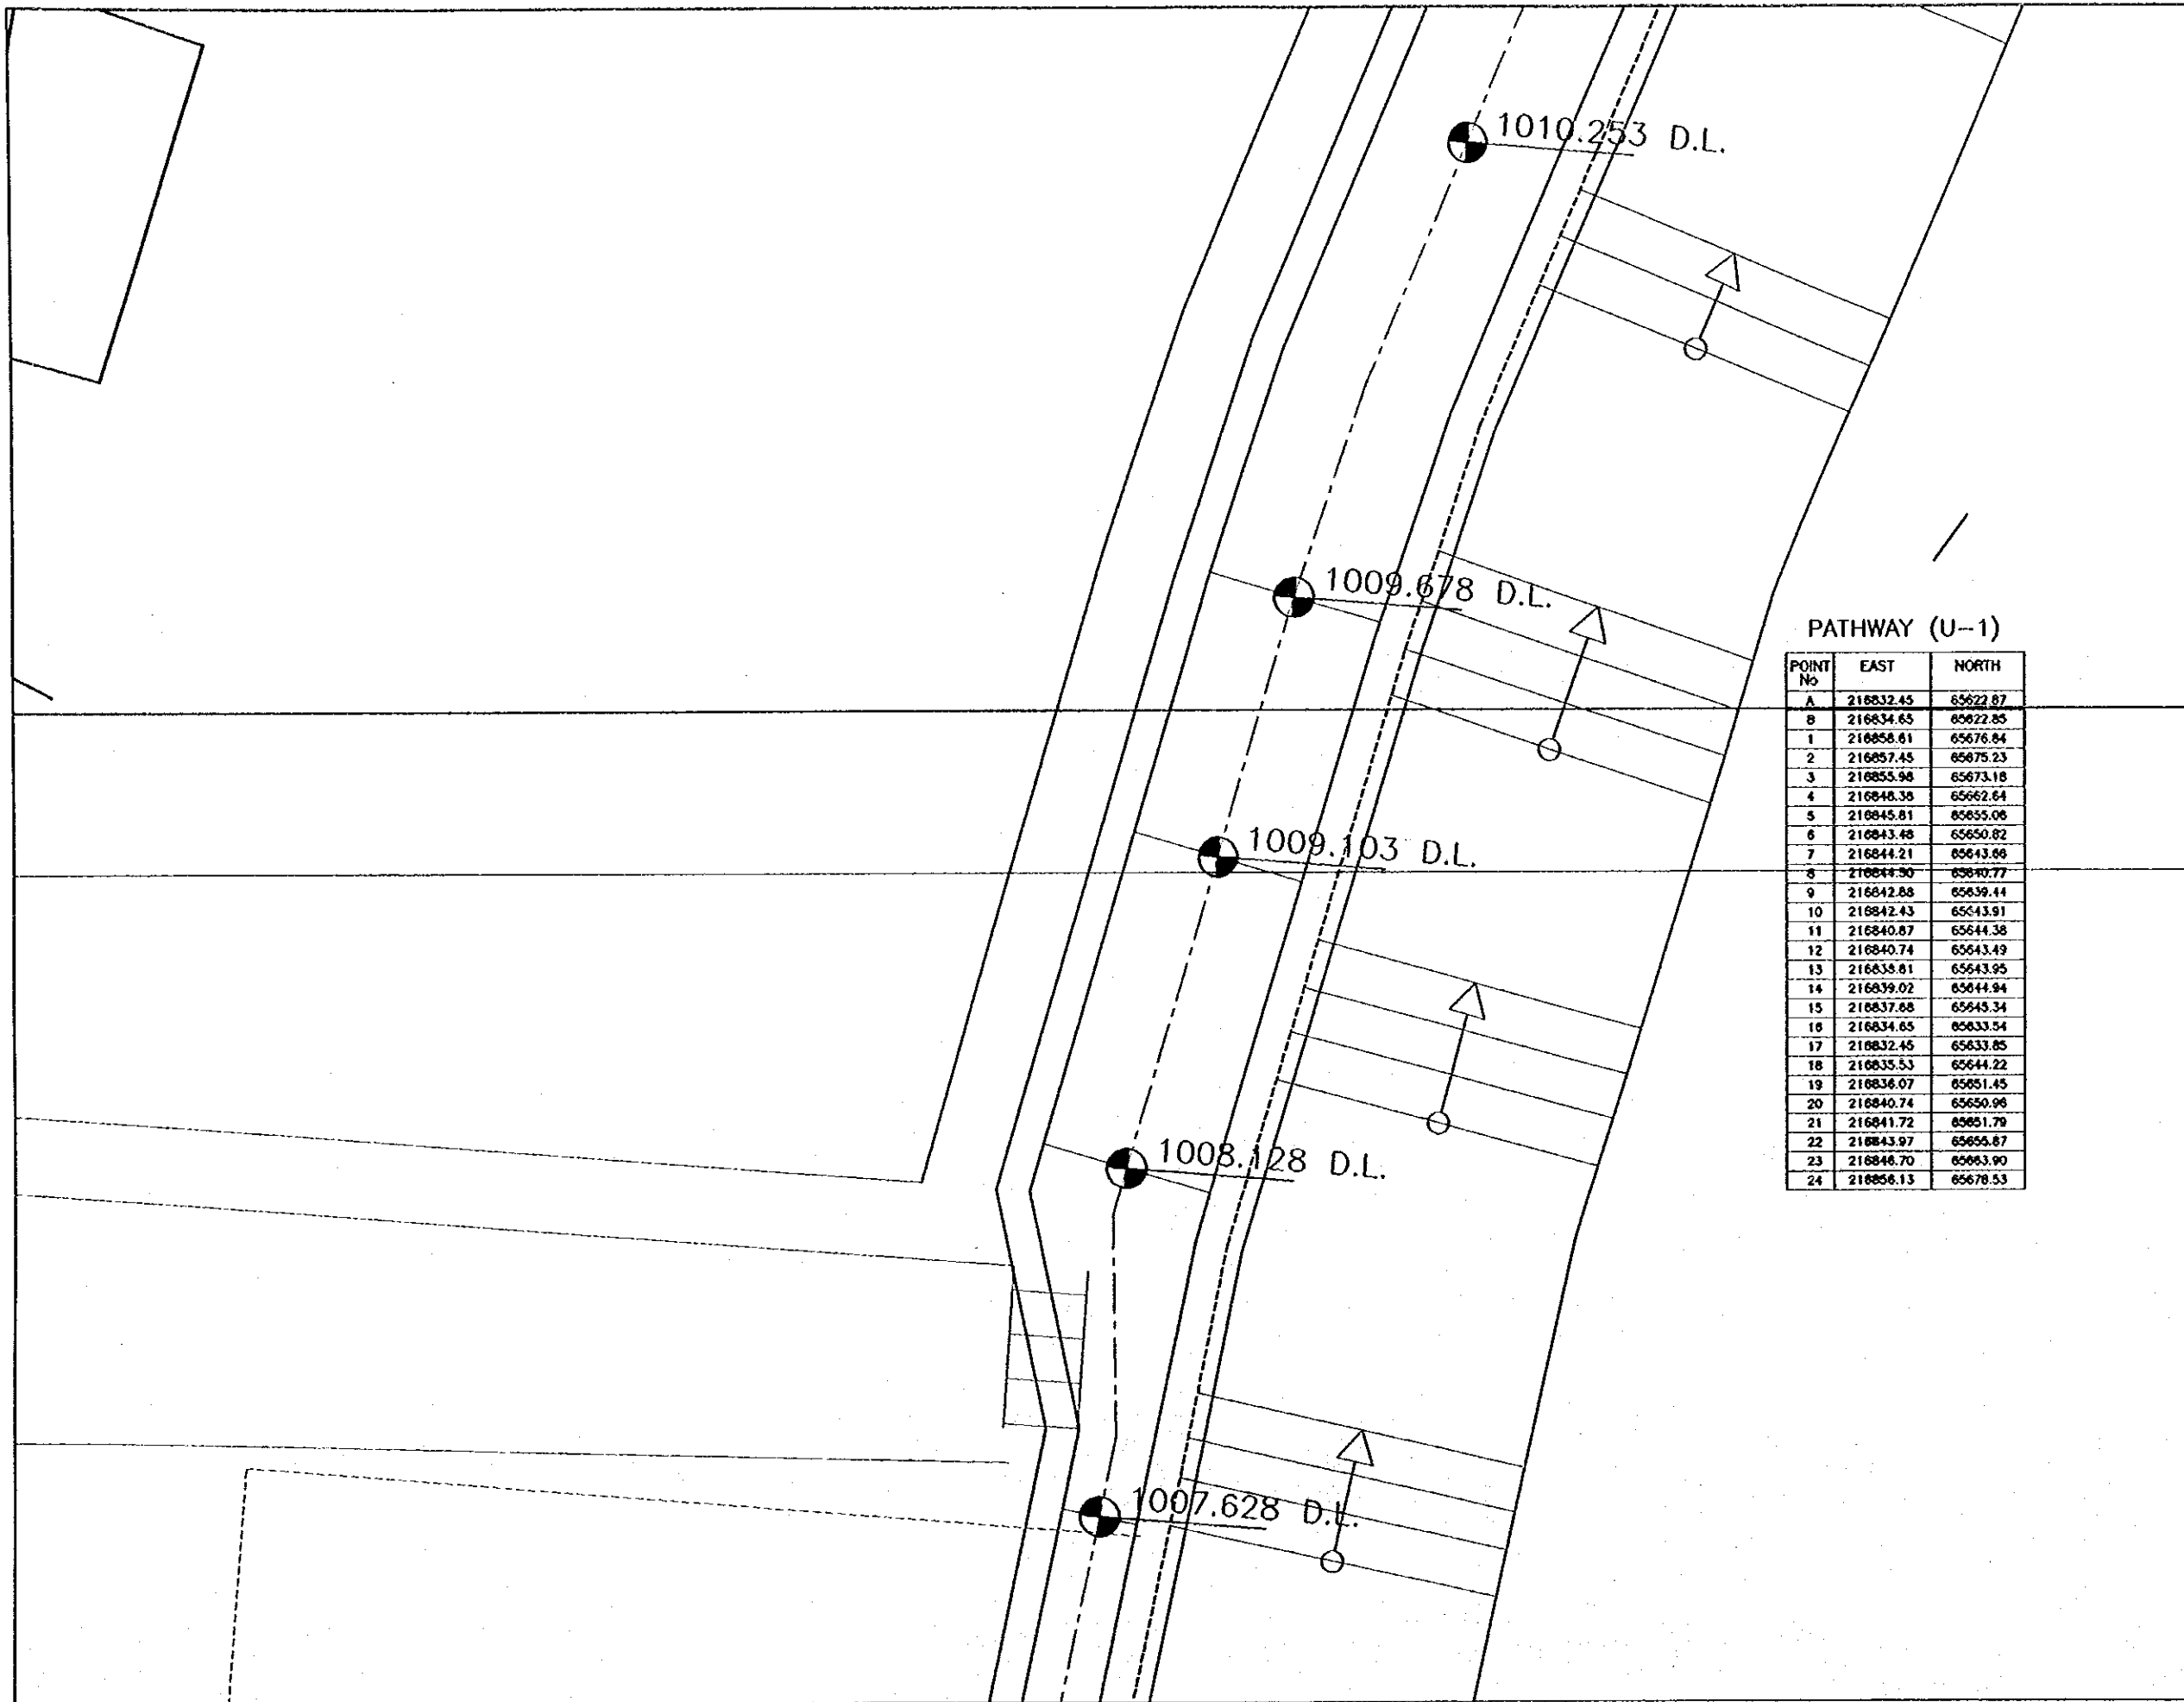 1010.253 D.L.
1009.678 D.L.
1009.103 D.L.
1008.128 D.L.
1007.628 D.L.
PATHWAY (U-1)
POINT No EAST NORTH
A 216832.45 65622.87
B 216834.65 65622.85
1 216858.61 65676.84
2 216857.45 65675.23
3 216855.98 65673.18
4 216848.38 65662.64
5 216845.81 65655.06
6 216843.48 65650.82
7 216844.21 65643.66
8 216844.50 65640.77
9 216842.88 65639.44
10 216842.43 65643.91
11 216840.87 65644.38
12 216840.74 65643.49
13 216838.81 65643.95
14 216839.02 65644.94
15 216837.68 65645.34
16 216834.65 65633.54
17 216832.45 65633.85
18 216835.53 65644.22
19 216836.07 65651.45
20 216840.74 65650.96
21 216841.72 65651.79
22 216843.97 65655.87
23 216846.70 65663.90
24 216856.13 65678.53